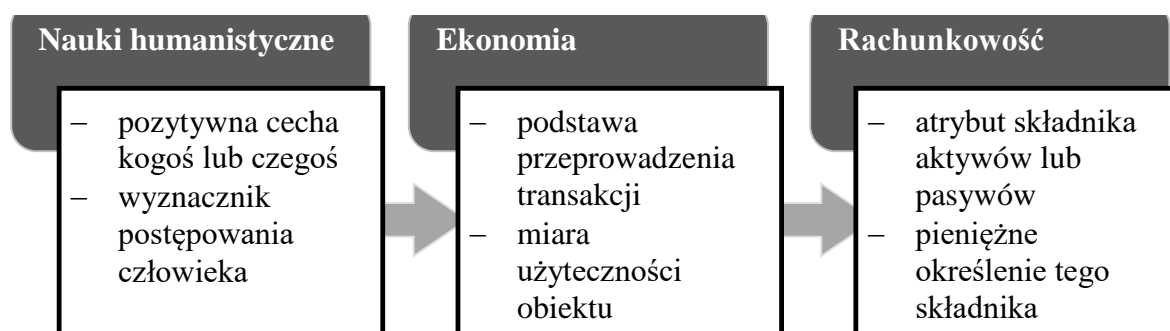 Nauki humanistyczne
– pozytywna cecha
kogoś lub czegoś
– wyznacznik
postępowania
człowieka
Ekonomia
– podstawa
przeprowadzenia
transakcji
– miara
użyteczności
obiektu
Rachunkowość
– atrybut składnika
aktywów lub
pasywów
– pieniężne
określenie tego
składnika